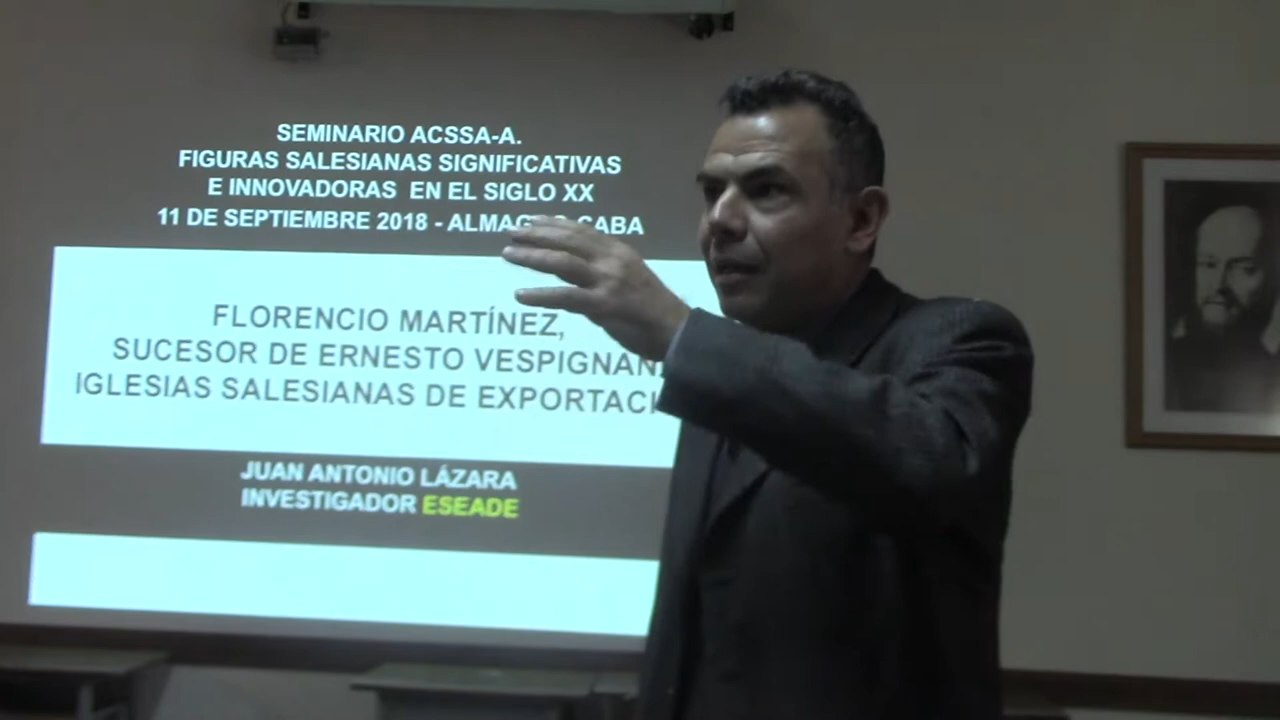 SEMINARIO ACSSA-A.
FIGURAS SALESIANAS SIGNIFICATIVAS
E INNOVADORAS EN EL SIGLO XX
11 DE SEPTIEMBRE 2018 - CABA
FLORENCIO MARTÍNEZ,
SUCESOR DE ERNESTO
IGLESIAS SALESIANAS DE
JUAN ANTONIO LÁZARA
INVESTIGADOR ESEADE